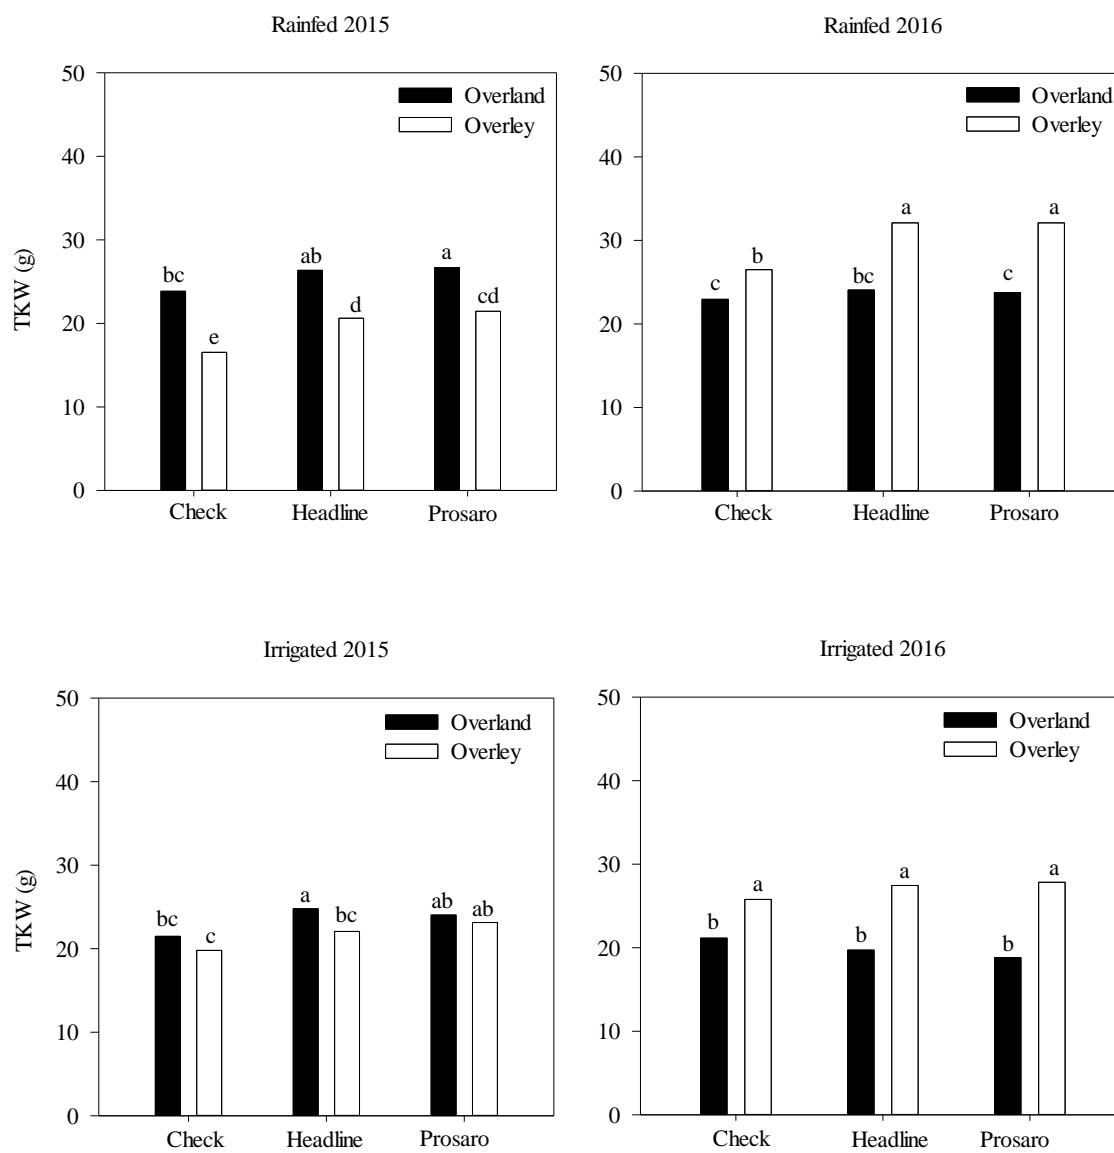 Rainfed 2015
50
40
30
20
10
0
TKW (g)
Overland
Overley
bc
e
ab
d
a
cd
Check
Headline
Prosaro
Rainfed 2016
50
40
30
20
10
0
Overland
Overley
c
b
bc
a
c
a
Check
Headline
Prosaro
Irrigated 2015
50
40
30
20
10
0
TKW (g)
Overland
Overley
bc
c
a
bc
ab
ab
Check
Headline
Prosaro
Irrigated 2016
50
40
30
20
10
0
Overland
Overley
b
a
b
a
b
a
Check
Headline
Prosaro